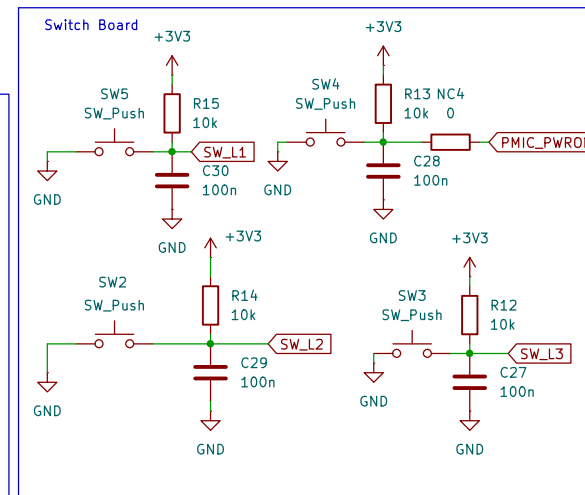 Switch Board
+3V3
SW5
SW_Push
R15
10k
SW_L1
C30
100n
GND
GND
+3V3
SW4
SW_Push
R13
10k
NC4
0
PMIC_PWRO
C28
100n
GND
GND
+3V3
SW2
SW_Push
R14
10k
SW_L2
C29
100n
GND
GND
+3V3
SW3
SW_Push
R12
10k
SW_L3
C27
100n
GND
GND